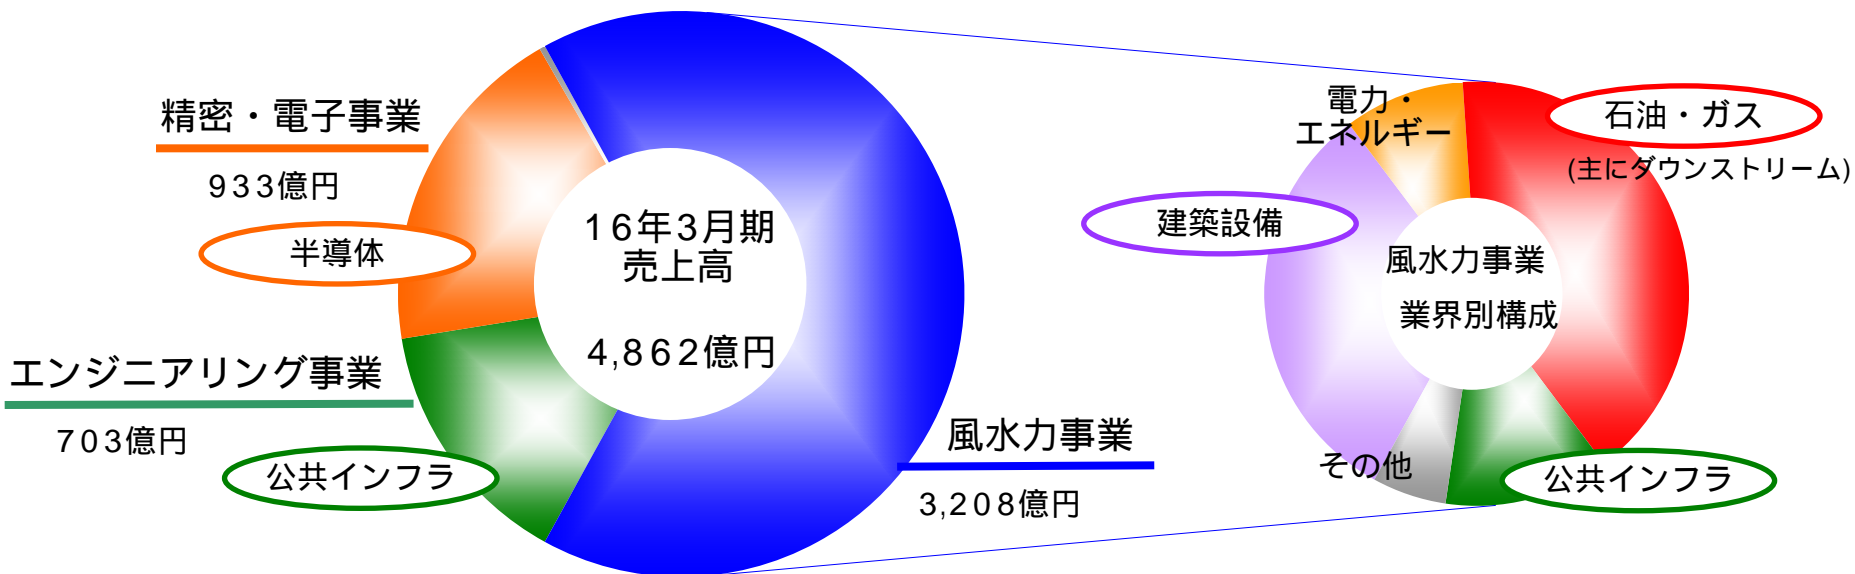 精密・電子事業
933億円
半導体
エンジニアリング事業
703億円
公共インフラ
16年3月期
売上高
4,862億円
風水力事業
3,208億円
電力・
エネルギー
石油・ガス
(主にダウンストリーム)
建築設備
風水力事業
業界別構成
その他
公共インフラ